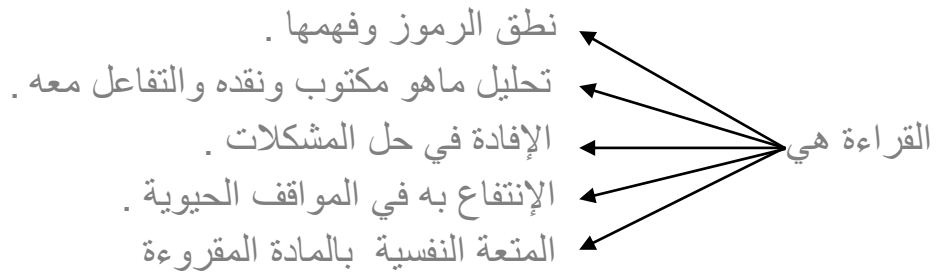 نطق الرموز وفهمها .
تحليل ماهو مكتوب ونقده والتفاعل معه .
القراءة هي
الإفادة في حل المشكلات .
الإنتفاع به في المواقف الحيوية .
المتعة النفسية بالمادة المقروءة